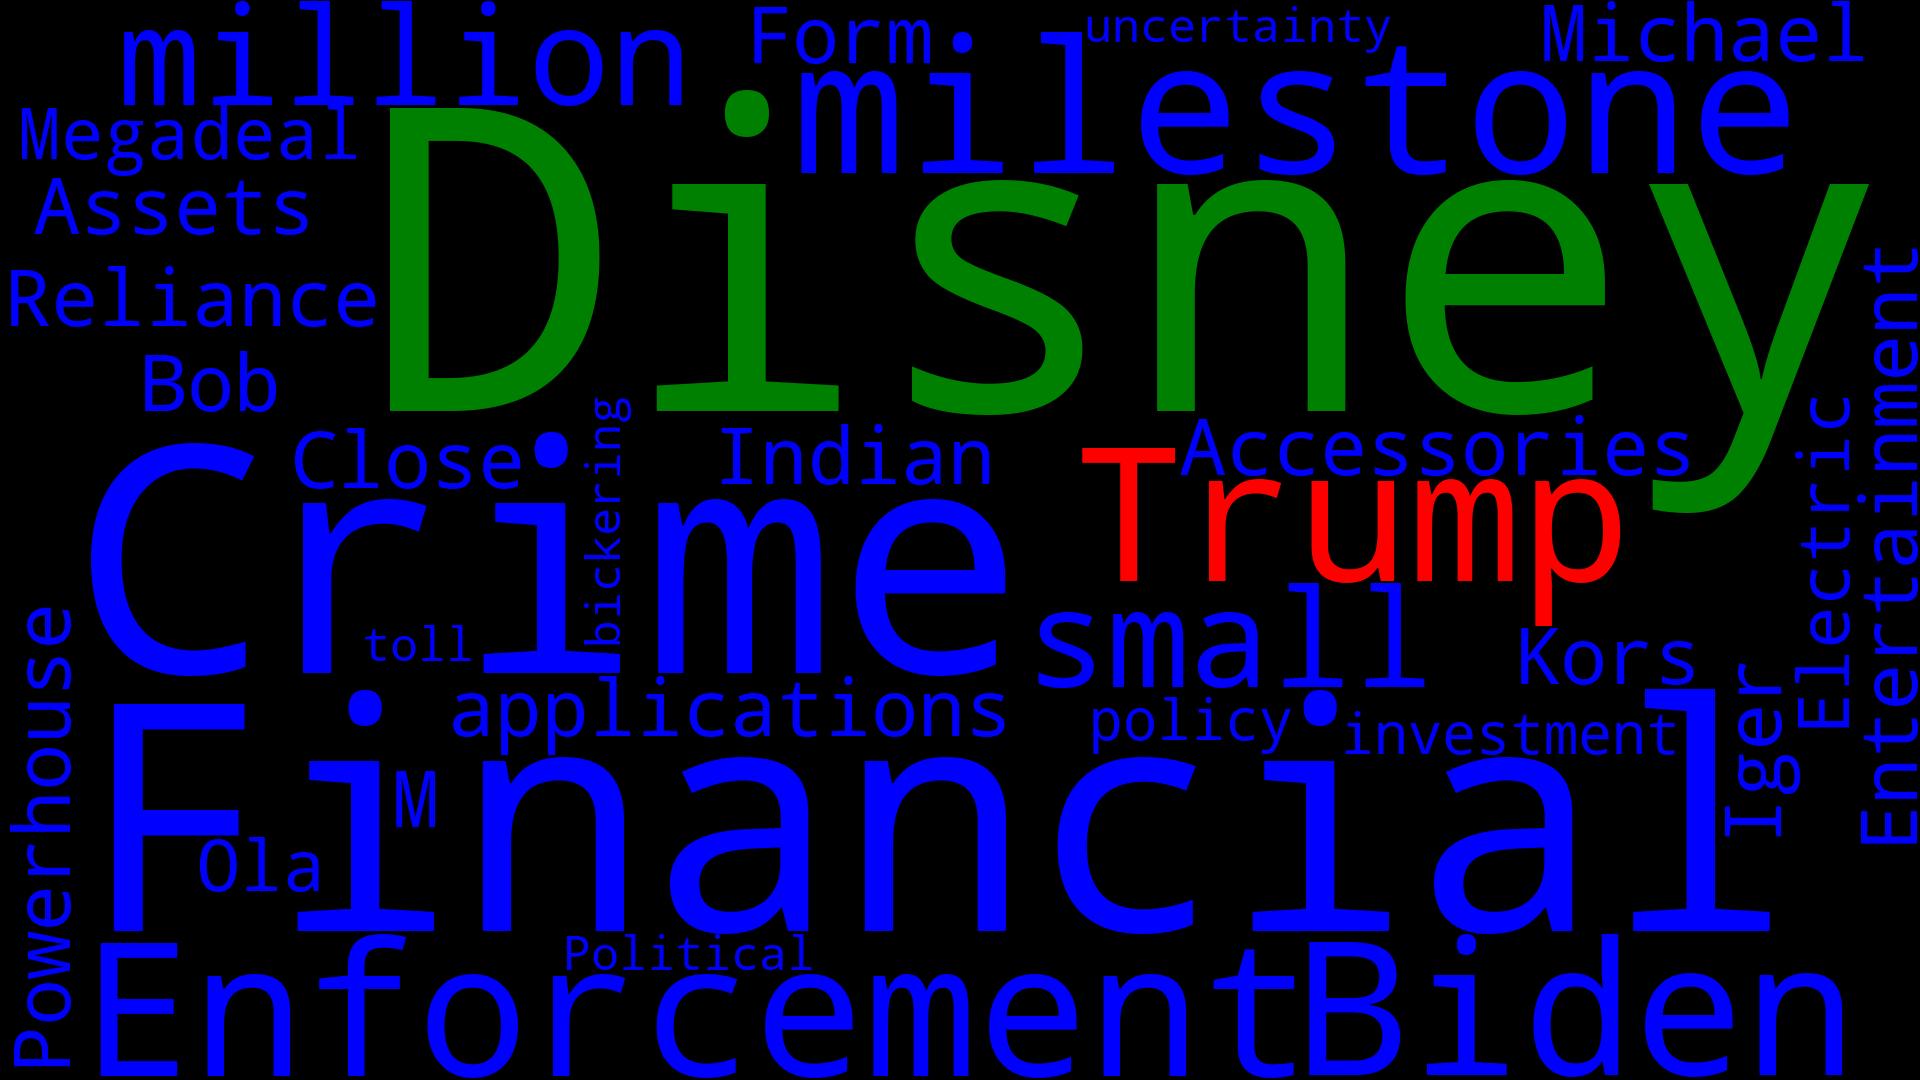 million
Form
uncertainty
Michael
milestone
Megadeal
Disney
Assets
Reliance
Bob
Close
bickering
Indian
Trump
Accessories
Electric
Entertainment
Crime
toll
small
Kors
Powerhouse
applications
policy
investment
Iger
Financial
M
Ola
Political
Enforcement
Biden